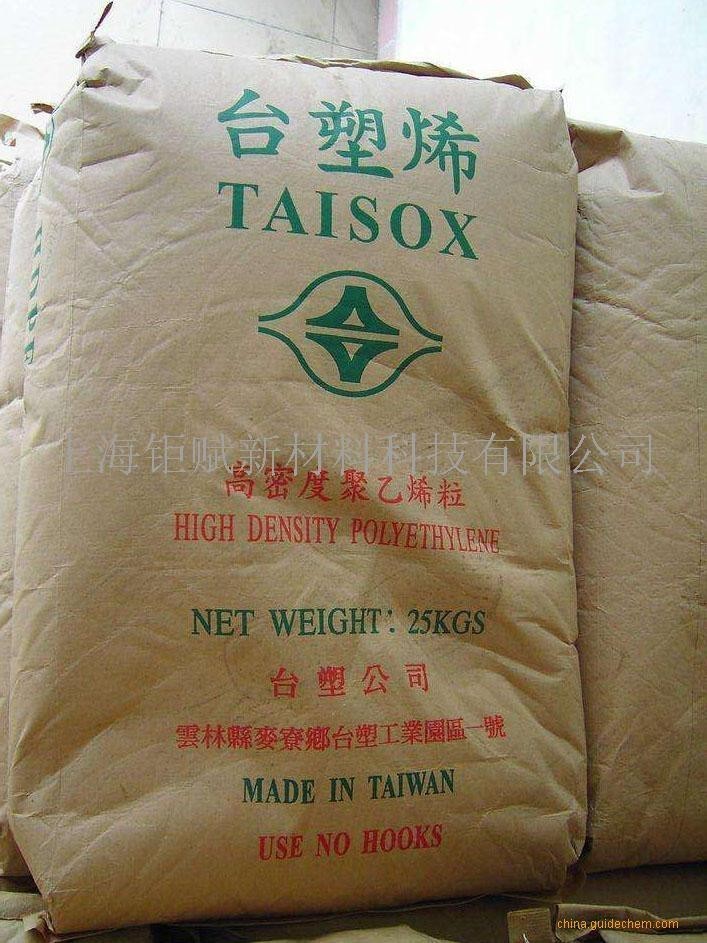 台塑烯
TAISOX
上海钜赋新材料科技有限公司
高密度聚乙烯粒
HIGH DENSITY POLYETHYLENE
NET WEIGHT: 25KGS
台塑公司
雲林縣麥寮鄉台塑工業園區一號
MADE IN TAIWAN
USE NO HOOKS
HDPE
china.guidechem.com